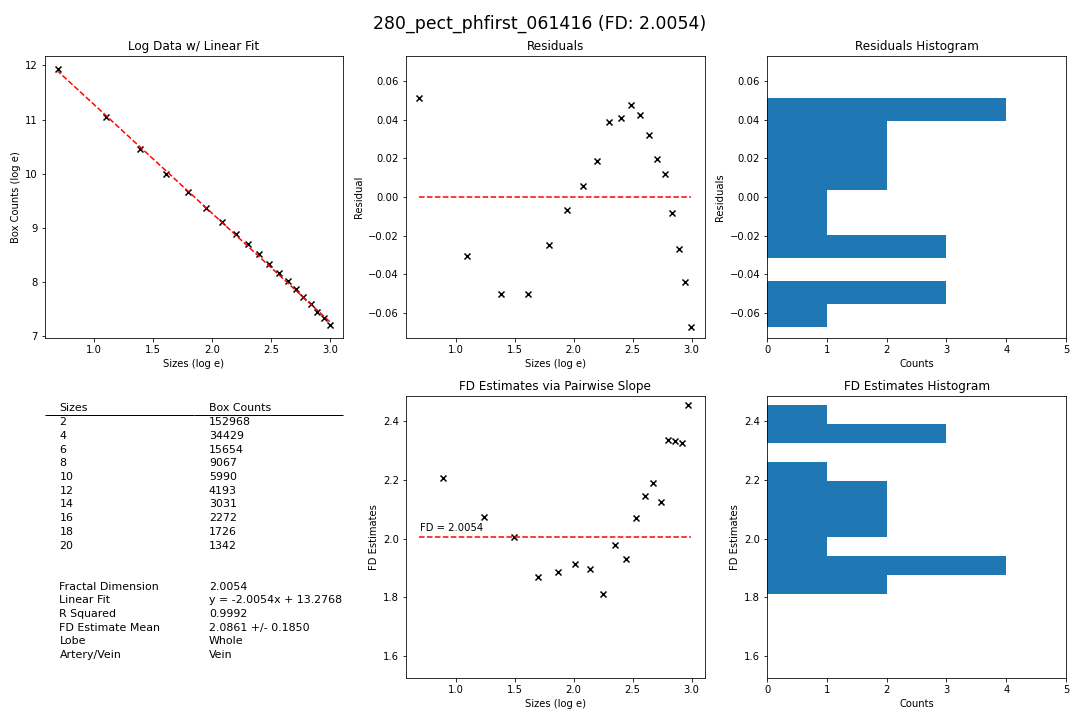 280_pect_phfirst_061416 (FD: 2.0054)
Log Data w/ Linear Fit
12
11
10
9
8
7
Box Counts (log e)
1.0 1.5 2.0 2.5 3.0
Sizes (log e)
Residuals
0.06
0.04
0.02
0.00
−0.02
−0.04
−0.06
Residual
1.0 1.5 2.0 2.5 3.0
Sizes (log e)
Residuals Histogram
0.06
0.04
0.02
0.00
−0.02
−0.04
−0.06
Residuals
0 1 2 3 4 5
Counts
Sizes Box Counts
2 152968
4 34429
6 15654
8 9067
10 5990
12 4193
14 3031
16 2272
18 1726
20 1342
Fractal Dimension 2.0054
Linear Fit y = -2.0054x + 13.2768
R Squared 0.9992
FD Estimate Mean 2.0861 +/- 0.1850
Lobe Whole
Artery/Vein Vein
FD Estimates via Pairwise Slope
2.4
2.2
2.0
1.8
1.6
FD Estimates
FD = 2.0054
1.0 1.5 2.0 2.5 3.0
Sizes (log e)
FD Estimates Histogram
2.4
2.2
2.0
1.8
1.6
FD Estimates
0 1 2 3 4 5
Counts